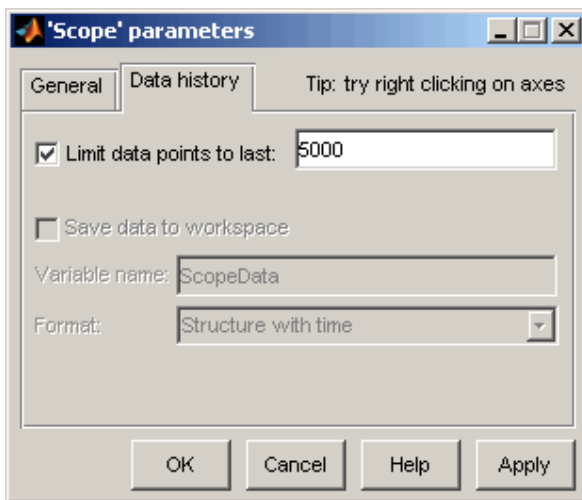 'Scope' parameters
General Data history Tip: try right clicking on axes
Limit data points to last: 5000
Save data to workspace
Variable name: ScopeData
Format: Structure with time
OK Cancel Help Apply